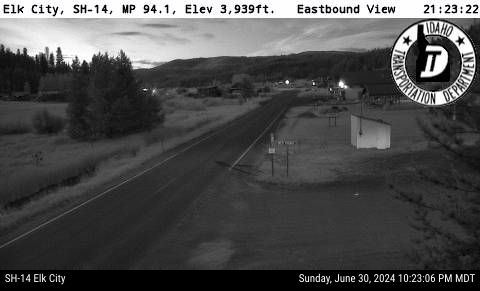 Elk City, SH-14, MP 94.1, Elev 3,939ft. Eastbound View 21:23:22
IDAHO
TRANSPORTATION DEPARTMENT
SH-14 Elk City Sunday, June 30, 2024 10:23:06 PM MDT